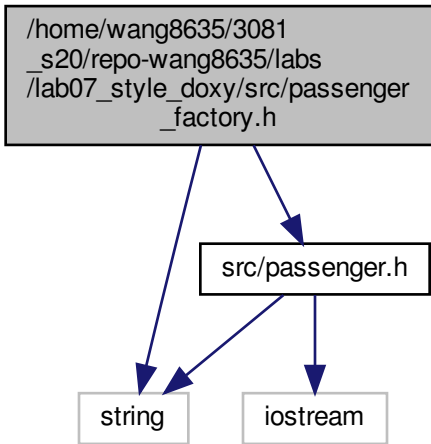 /home/wang8635/3081
_s20/repo-wang8635/labs
/lab07_style_doxy/src/passenger
_factory.h
src/passenger.h
string
iostream